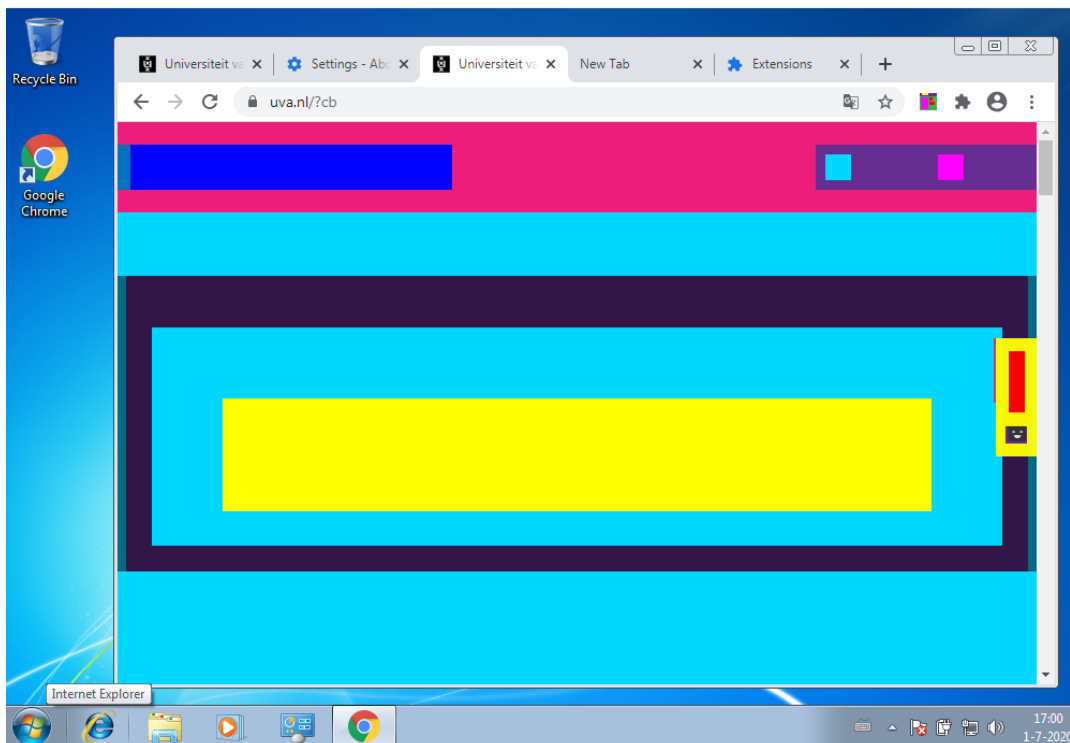 Recycle Bin
Universiteit va
Settings - Abo
Universiteit va
New Tab
Extensions
uva.nl/?cb
Google
Chrome
Internet Explorer
17:00
1-7-2020